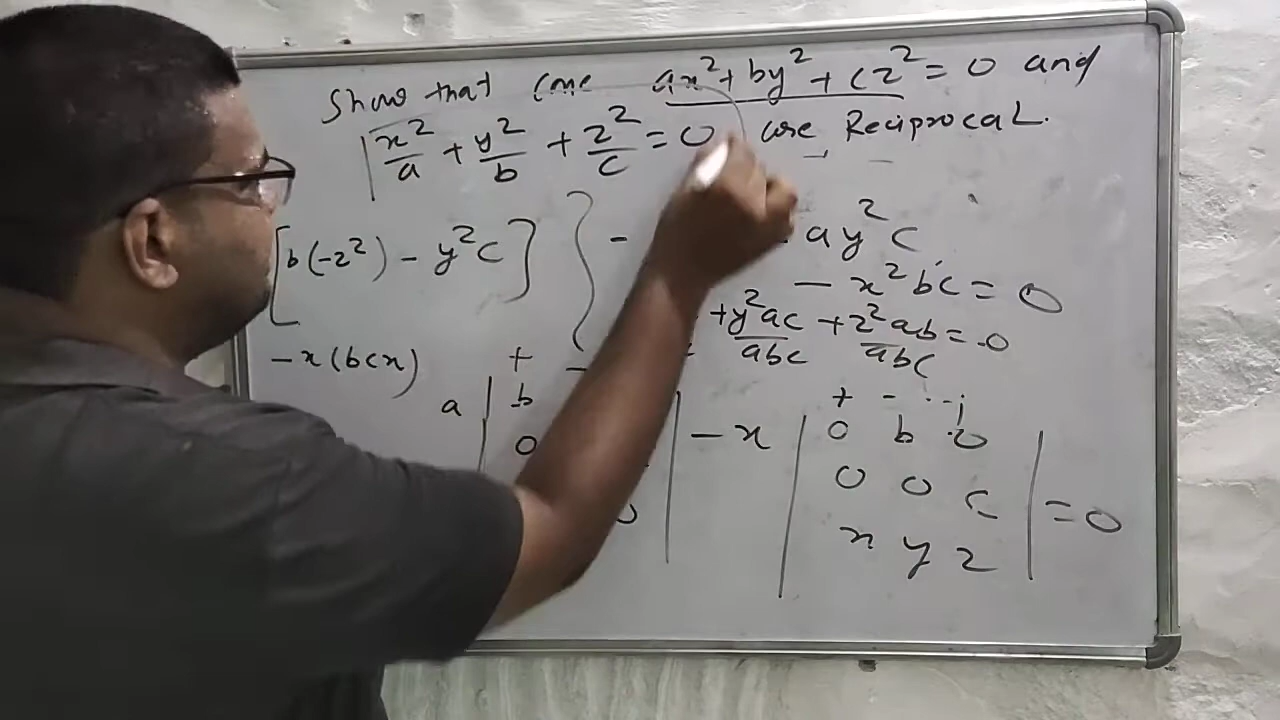 Show that cone ax² + by² + cz² = 0 and
x²/a + y²/b + z²/c = 0 are Reciprocal.
[b(-z²) - y²c] } - ay²c
- x²bc = 0
+ y²ac/abc + z²ab/abc = 0
-x(bcx) +
+ - +
a | b | - x | 0 b 0 | = 0
0 0 0 c
0 x y z